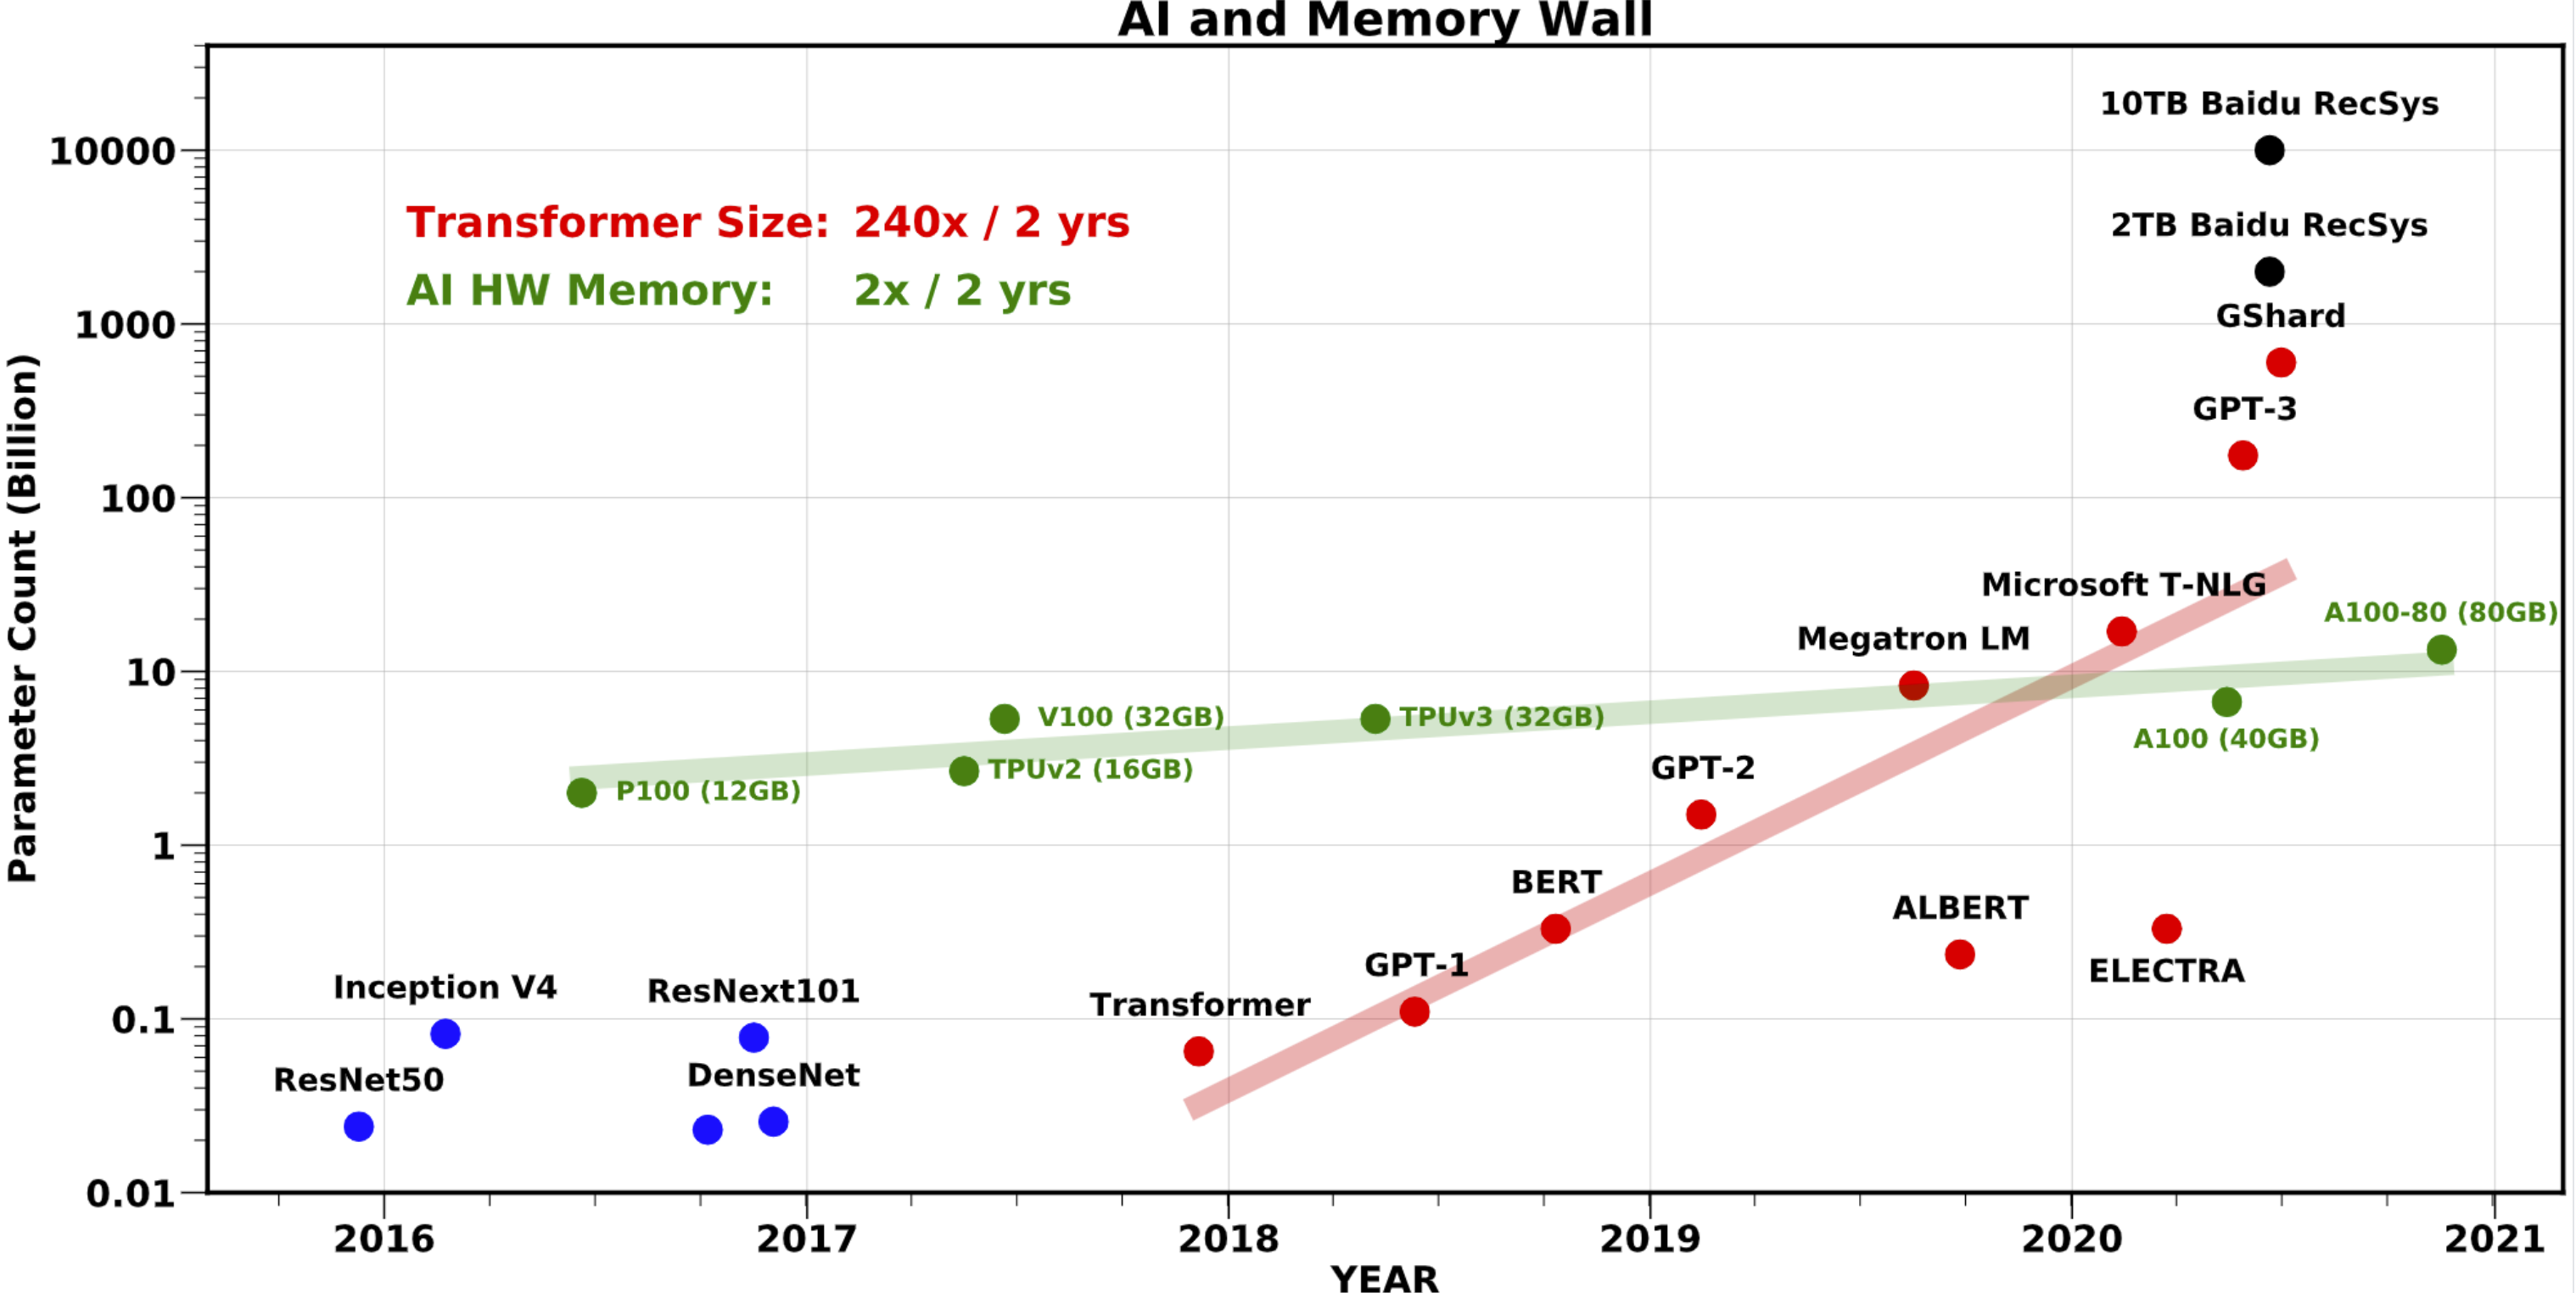 AI and Memory Wall
10TB Baidu RecSys
10000
Transformer Size: 240x / 2 yrs
2TB Baidu RecSys
AI HW Memory: 2x / 2 yrs
GShard
1000
Parameter Count (Billion)
GPT-3
100
Microsoft T-NLG
A100-80 (80GB)
Megatron LM
10
V100 (32GB)
TPUv3 (32GB)
A100 (40GB)
TPUv2 (16GB)
GPT-2
P100 (12GB)
1
BERT
ALBERT
GPT-1
ELECTRA
Inception V4
ResNext101
Transformer
0.1
DenseNet
ResNet50
0.01
2016 2017 2018 2019 2020 2021
YEAR